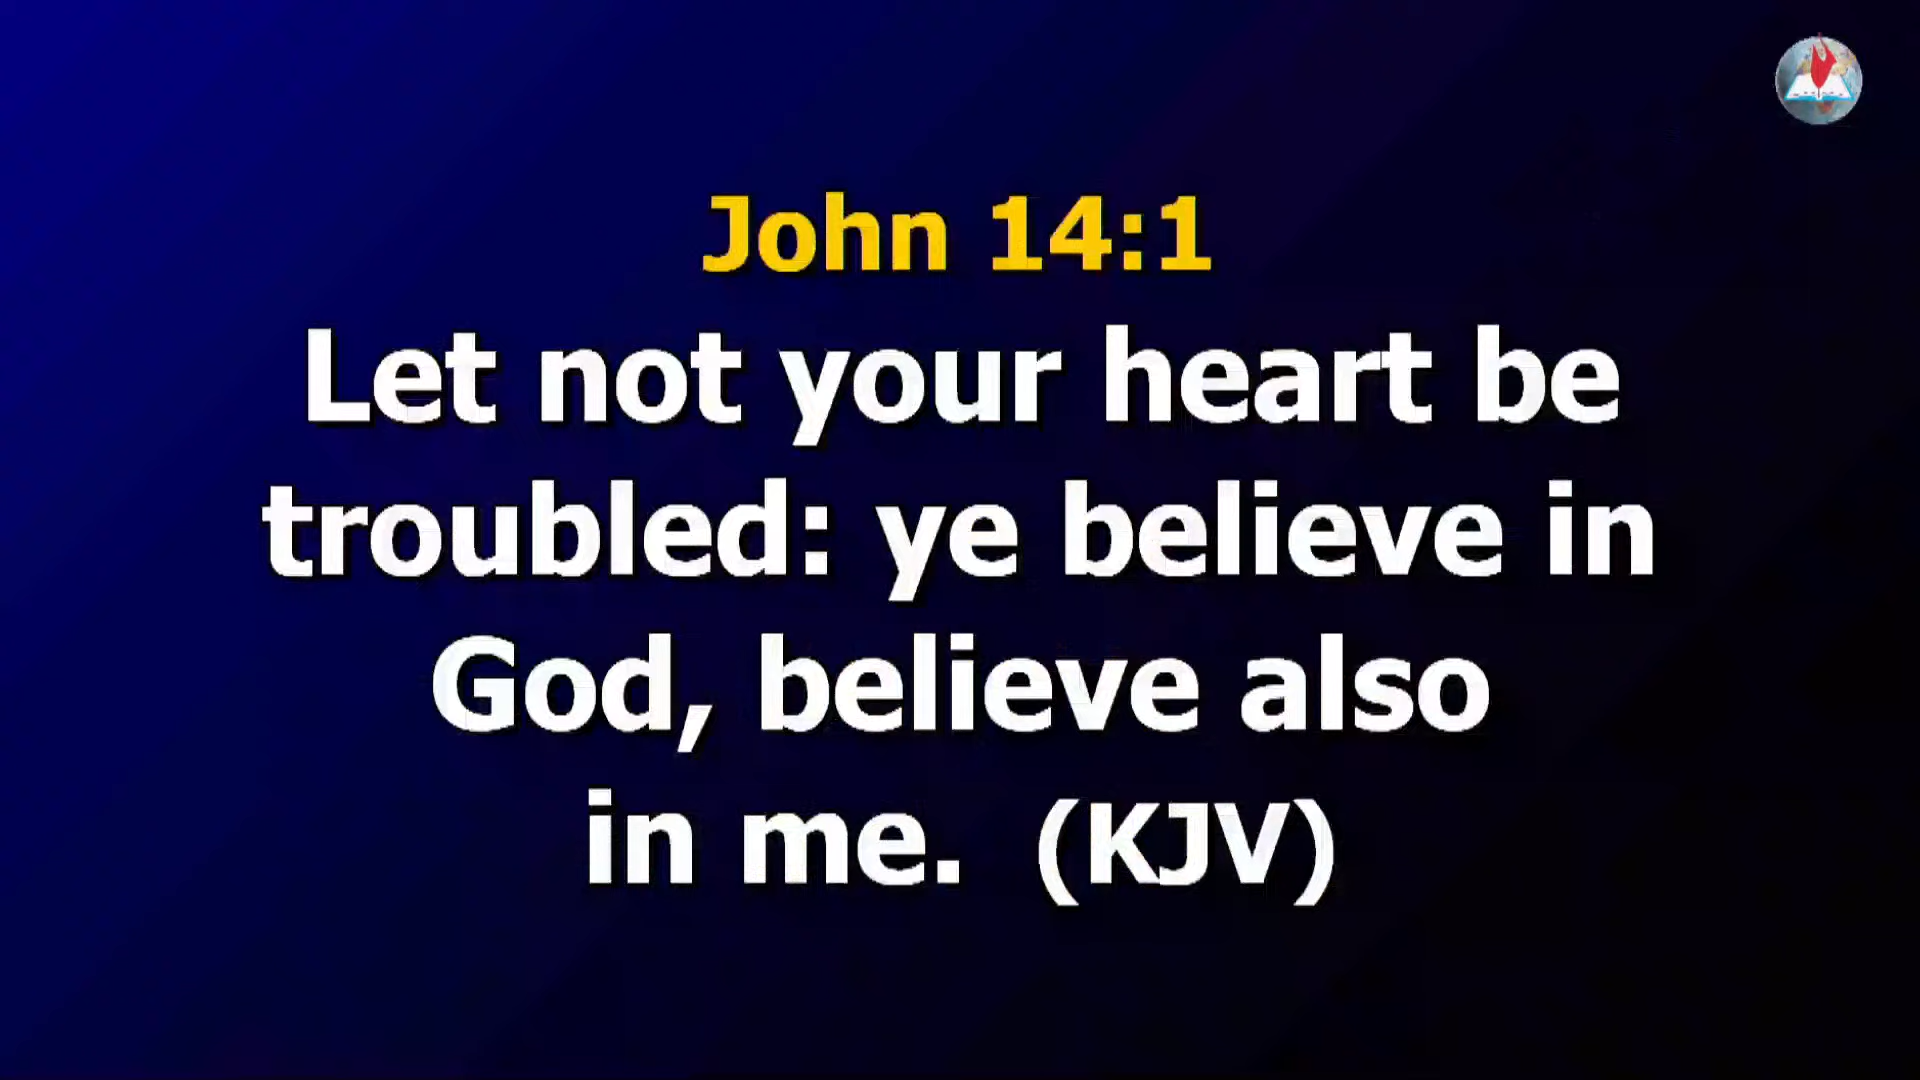 John 14:1
Let not your heart be
troubled: ye believe in
God, believe also
in me.  (KJV)